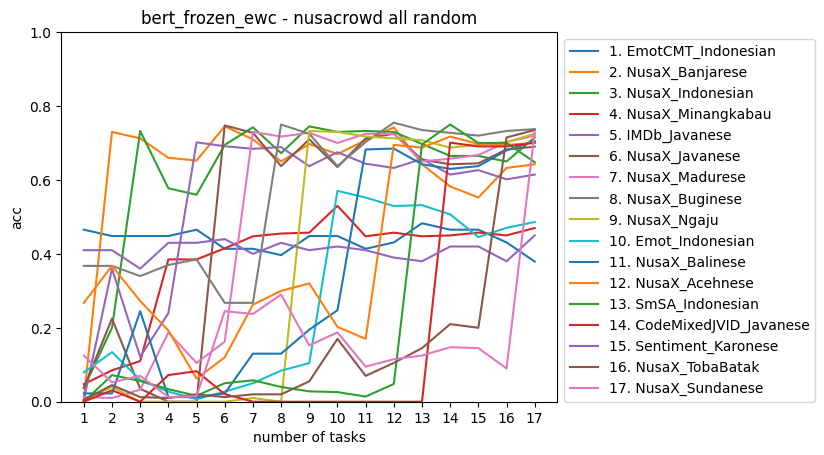 bert_frozen_ewc - nusacrowd all random
1.0
0.8
0.6
0.4
0.2
0.0
acc
1 2 3 4 5 6 7 8 9 10 11 12 13 14 15 16 17
number of tasks
1. EmotCMT_Indonesian
2. NusaX_Banjarese
3. NusaX_Indonesian
4. NusaX_Minangkabau
5. IMDb_Javanese
6. NusaX_Javanese
7. NusaX_Madurese
8. NusaX_Buginese
9. NusaX_Ngaju
10. Emot_Indonesian
11. NusaX_Balinese
12. NusaX_Acehnese
13. SmSA_Indonesian
14. CodeMixedJVID_Javanese
15. Sentiment_Karonese
16. NusaX_TobaBatak
17. NusaX_Sundanese